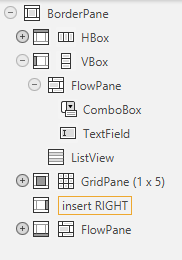 BorderPane
HBox
VBox
FlowPane
ComboBox
TextField
ListView
GridPane (1 x 5)
insert RIGHT
FlowPane